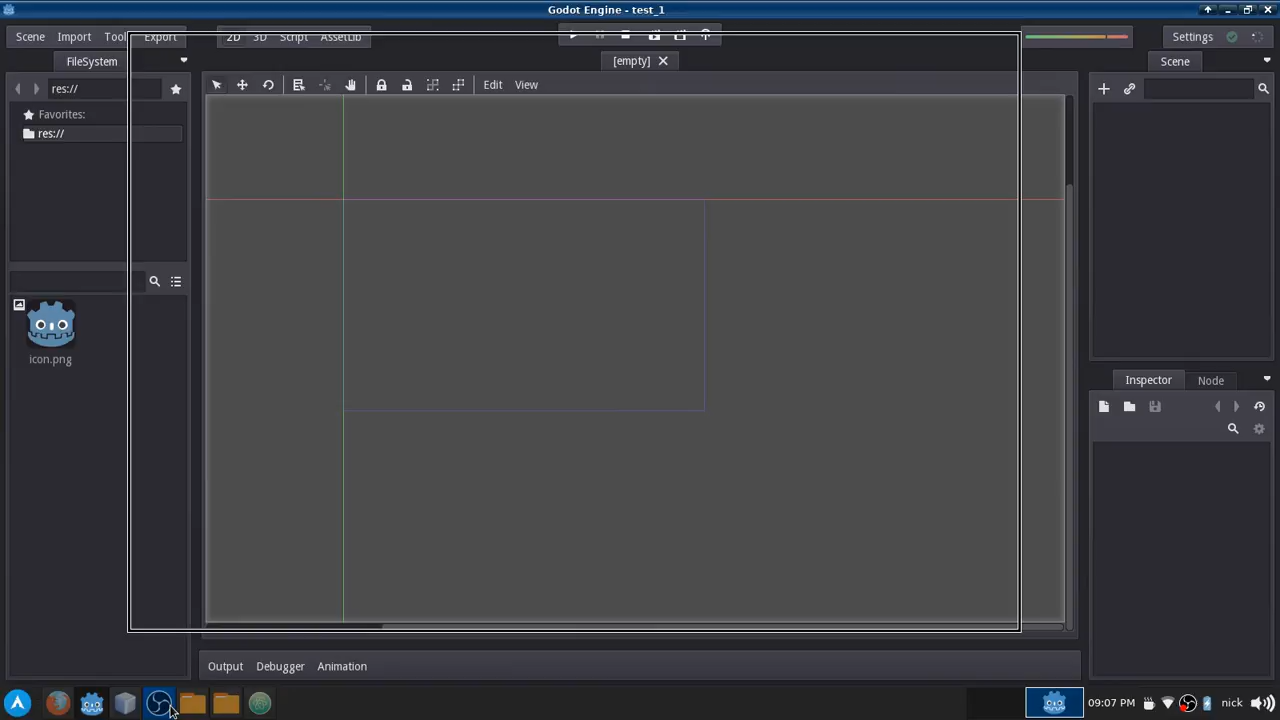 Godot Engine - test_1
Scene Import Tool Export 2D 3D Script AssetLib Settings
FileSystem [empty] Scene
res:// Edit View
Favorites:
res://
icon.png
Inspector Node
Output Debugger Animation
09:07 PM nick